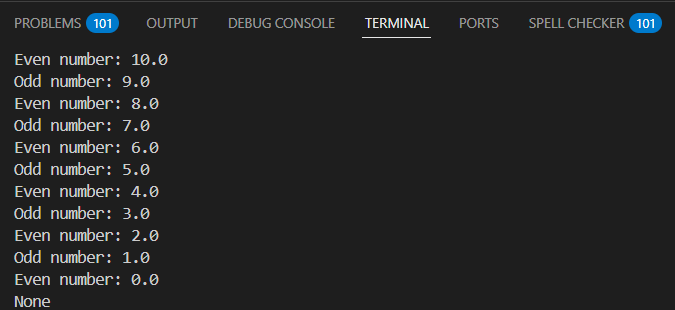 PROBLEMS 101 OUTPUT DEBUG CONSOLE TERMINAL PORTS SPELL CHECKER 101
Even number: 10.0
Odd number: 9.0
Even number: 8.0
Odd number: 7.0
Even number: 6.0
Odd number: 5.0
Even number: 4.0
Odd number: 3.0
Even number: 2.0
Odd number: 1.0
Even number: 0.0
None